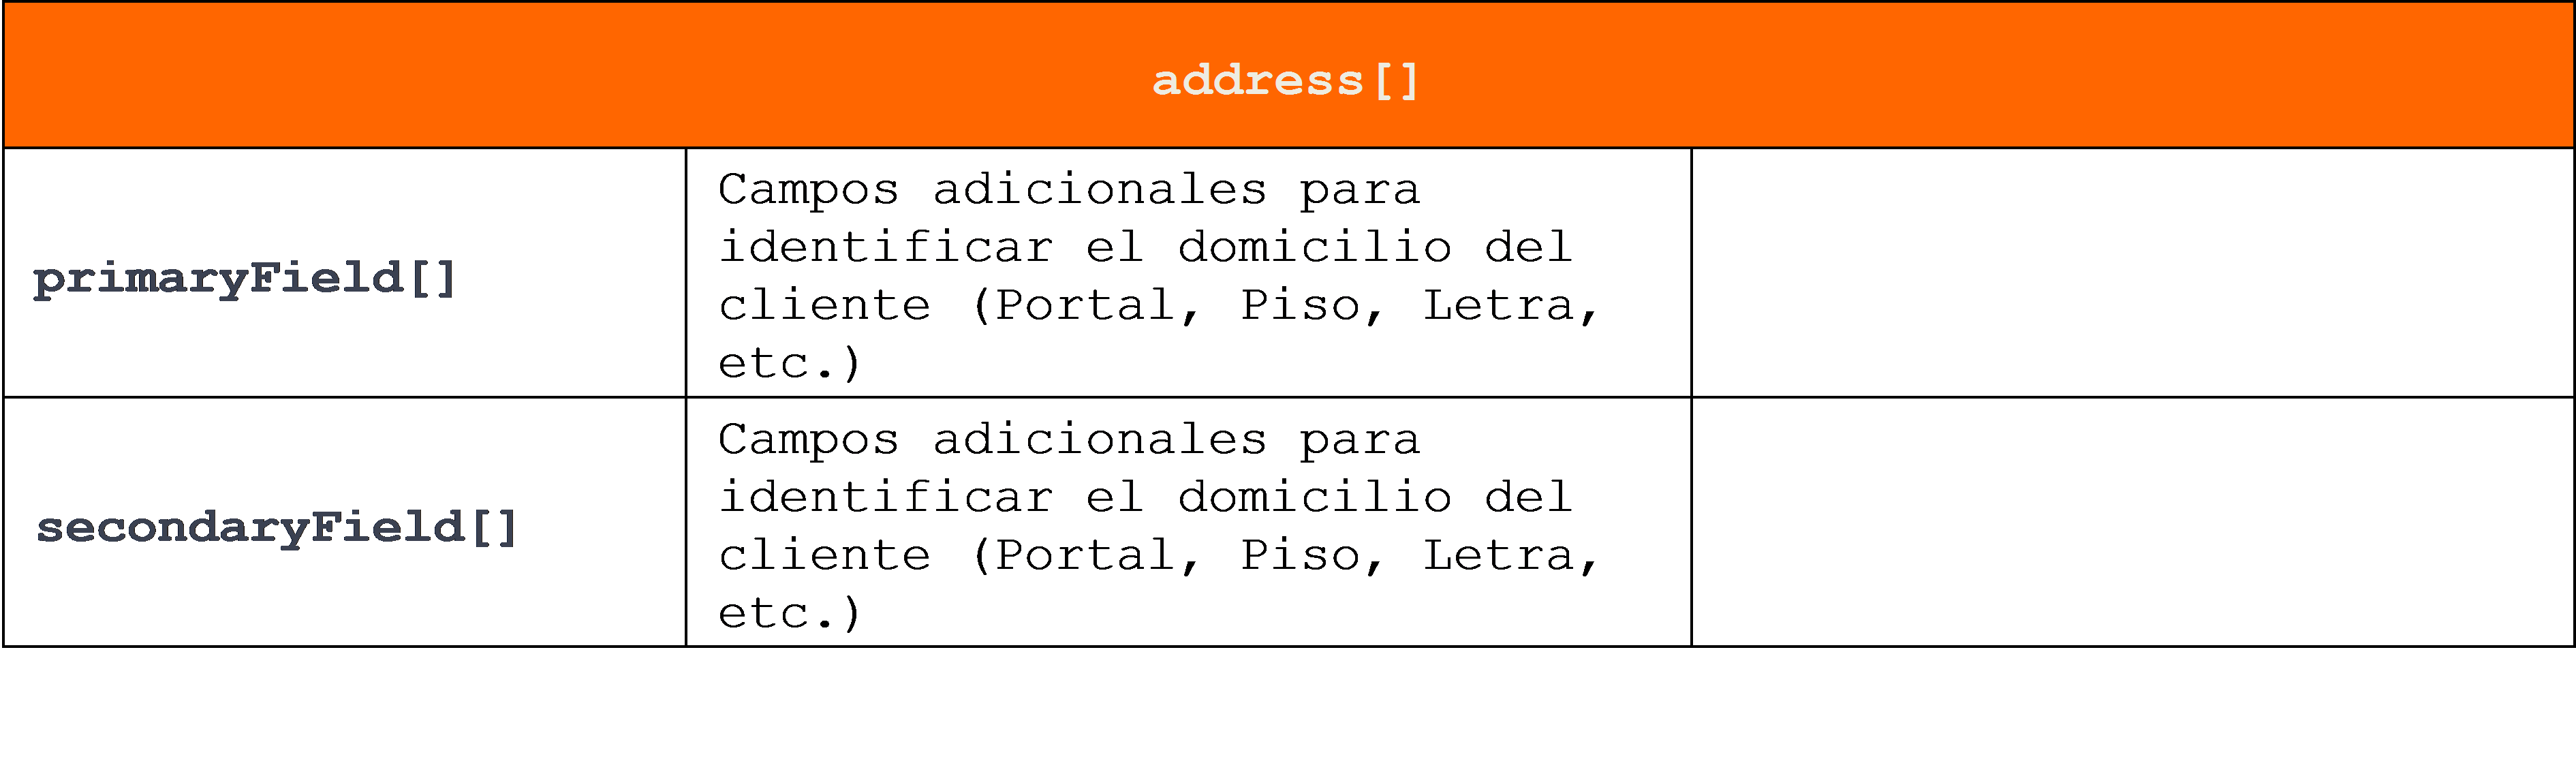 address[]
primaryField[]
Campos adicionales para
identificar el domicilio del
cliente (Portal, Piso, Letra,
etc.)
secondaryField[]
Campos adicionales para
identificar el domicilio del
cliente (Portal, Piso, Letra,
etc.)